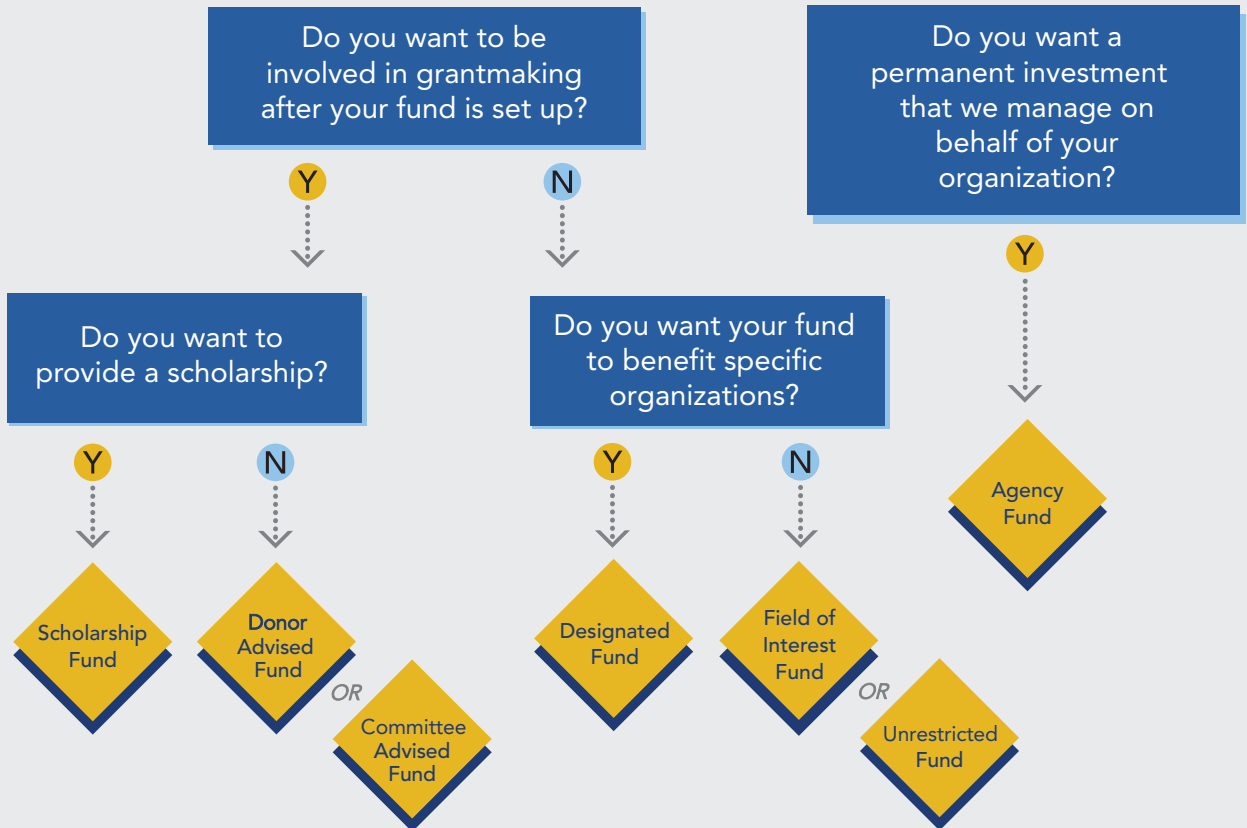 Do you want to be
involved in grantmaking
after your fund is set up?
Y
N
Do you want to
provide a scholarship?
Y
N
Scholarship
Fund
Donor
Advised
Fund
OR
Committee
Advised
Fund
Do you want your fund
to benefit specific
organizations?
Y
N
Designated
Fund
Field of
Interest
Fund
OR
Unrestricted
Fund
Do you want a
permanent investment
that we manage on
behalf of your
organization?
Y
Agency
Fund